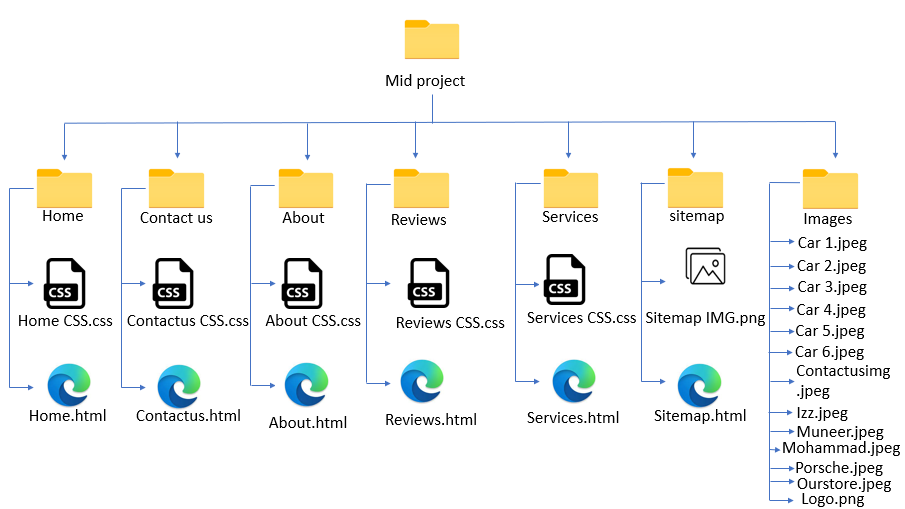 Mid project
Home
Contact us
About
Reviews
Services
sitemap
Images
CSS
CSS
CSS
CSS
CSS
Home CSS.css
Contactus CSS.css
About CSS.css
Reviews CSS.css
Services CSS.css
Sitemap IMG.png
Home.html
Contactus.html
About.html
Reviews.html
Services.html
Sitemap.html
Car 1.jpeg
Car 2.jpeg
Car 3.jpeg
Car 4.jpeg
Car 5.jpeg
Car 6.jpeg
Contactusimg
.jpeg
Izz.jpeg
Muneer.jpeg
Mohammad.jpeg
Porsche.jpeg
Ourstore.jpeg
Logo.png